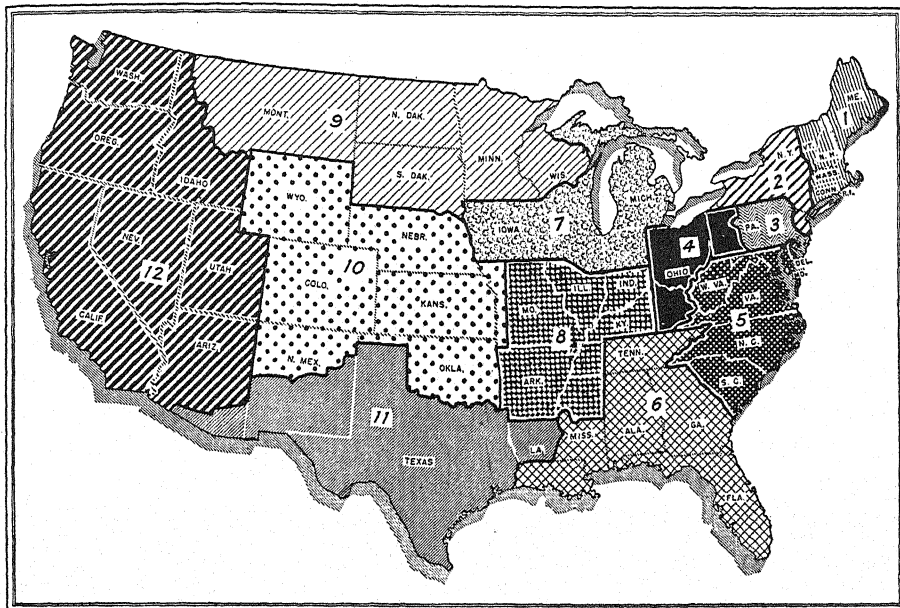 WASH.
OREG.
IDAHO
MONT.
9
N. DAK.
S. DAK.
MINN.
WIS.
MICH.
ME.
1
N.H.
MASS
CONN.
R.I.
N.Y.
2
PA.
3
WYO.
NEBR.
IOWA
7
4
OHIO
DEL.
MD.
NEV.
UTAH
12
COLO.
10
KANS.
MO.
ILL.
IND.
KY.
W. VA.
VA.
5
N. C.
S. C.
CALIF.
ARIZ.
N. MEX.
OKLA.
8
ARK.
TENN.
6
11
TEXAS
LA.
MISS.
ALA.
GA.
FLA.